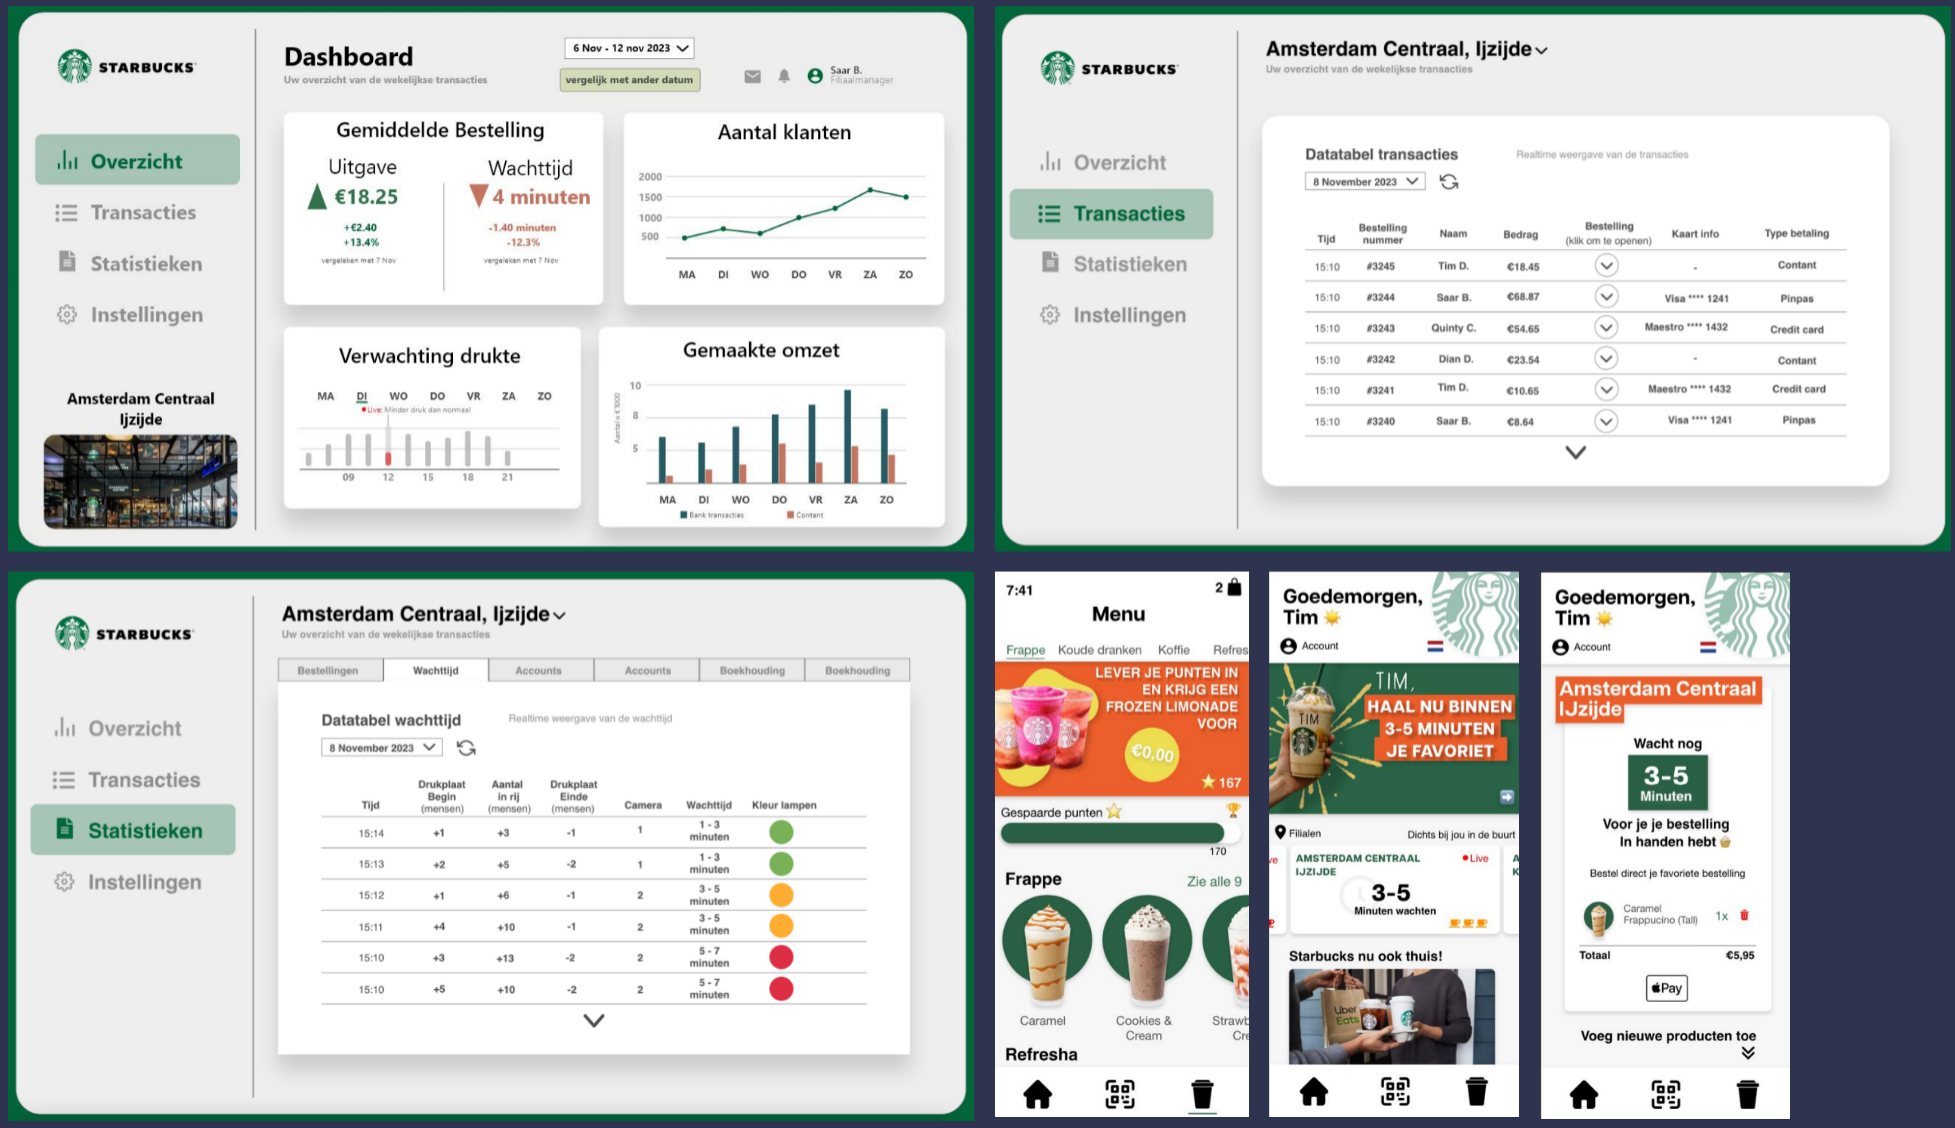 STARBUCKS
Overzicht
Transacties
Statistieken
Instellingen
Amsterdam Centraal
Ijzijde
Dashboard
Uw overzicht van de wekelijkse transacties
6 Nov - 12 nov 2023
vergelijk met ander datum
Saar B.
Filiaalmanager
Gemiddelde Bestelling
Uitgave
€18.25
+€2.40
+13.4%
vergeleken met 7 Nov
Wachttijd
4 minuten
-1.40 minuten
-12.3%
vergeleken met 7 Nov
Aantal klanten
2000
1500
1000
500
MA DI WO DO VR ZA ZO
Verwachting drukte
MA DI WO DO VR ZA ZO
Live: Minder druk dan normaal
09 12 15 18 21
Gemaakte omzet
Aantal x €1000
10
8
5
MA DI WO DO VR ZA ZO
Bank transacties Contant
STARBUCKS
Overzicht
Transacties
Statistieken
Instellingen
Amsterdam Centraal, Ijzijde
Uw overzicht van de wekelijkse transacties
Datatabel transacties Realtime weergave van de transacties
8 November 2023
Tijd Bestelling nummer Naam Bedrag Bestelling (klik om te openen) Kaart info Type betaling
15:10 #3245 Tim D. €18.45 - Contant
15:10 #3244 Saar B. €68.87 Visa **** 1241 Pinpas
15:10 #3243 Quinty C. €54.65 Maestro **** 1432 Credit card
15:10 #3242 Dian D. €23.54 - Contant
15:10 #3241 Tim D. €10.65 Maestro **** 1432 Credit card
15:10 #3240 Saar B. €8.64 Visa **** 1241 Pinpas
STARBUCKS
Overzicht
Transacties
Statistieken
Instellingen
Amsterdam Centraal, Ijzijde
Uw overzicht van de wekelijkse transacties
Bestellingen Wachttijd Accounts Accounts Boekhouding Boekhouding
Datatabel wachttijd Realtime weergave van de wachttijd
8 November 2023
Tijd Drukplaat Begin (mensen) Aantal in rij (mensen) Drukplaat Einde (mensen) Camera Wachttijd Kleur lampen
15:14 +1 +3 -1 1 1 - 3 minuten
15:13 +2 +5 -2 1 1 - 3 minuten
15:12 +1 +6 -1 2 3 - 5 minuten
15:11 +4 +10 -1 2 3 - 5 minuten
15:10 +3 +13 -2 2 5 - 7 minuten
15:10 +5 +10 -2 2 5 - 7 minuten
7:41 2
Menu
Frappe Koude dranken Koffie Refres
LEVER JE PUNTEN IN
EN KRIJG EEN
FROZEN LIMONADE
VOOR
€0,00
167
Gespaarde punten
170
Frappe Zie alle 9
Caramel
Cookies &
Cream
Strawb
Cre
Refresha
Goedemorgen,
Tim
Account
TIM
TIM,
HAAL NU BINNEN
3-5 MINUTEN
JE FAVORIET
Filialen Dichts bij jou in de buurt
ve
AMSTERDAM CENTRAAL
IJZIJDE
Live
3-5
Minuten wachten
A
K
Starbucks nu ook thuis!
Uber
Eats
Goedemorgen,
Tim
Account
Amsterdam Centraal
IJzijde
Wacht nog
3-5
Minuten
Voor je je bestelling
In handen hebt
Bestel direct je favoriete bestelling
Caramel
Frappucino (Tall) 1x
Totaal €5,95
Pay
Voeg nieuwe producten toe